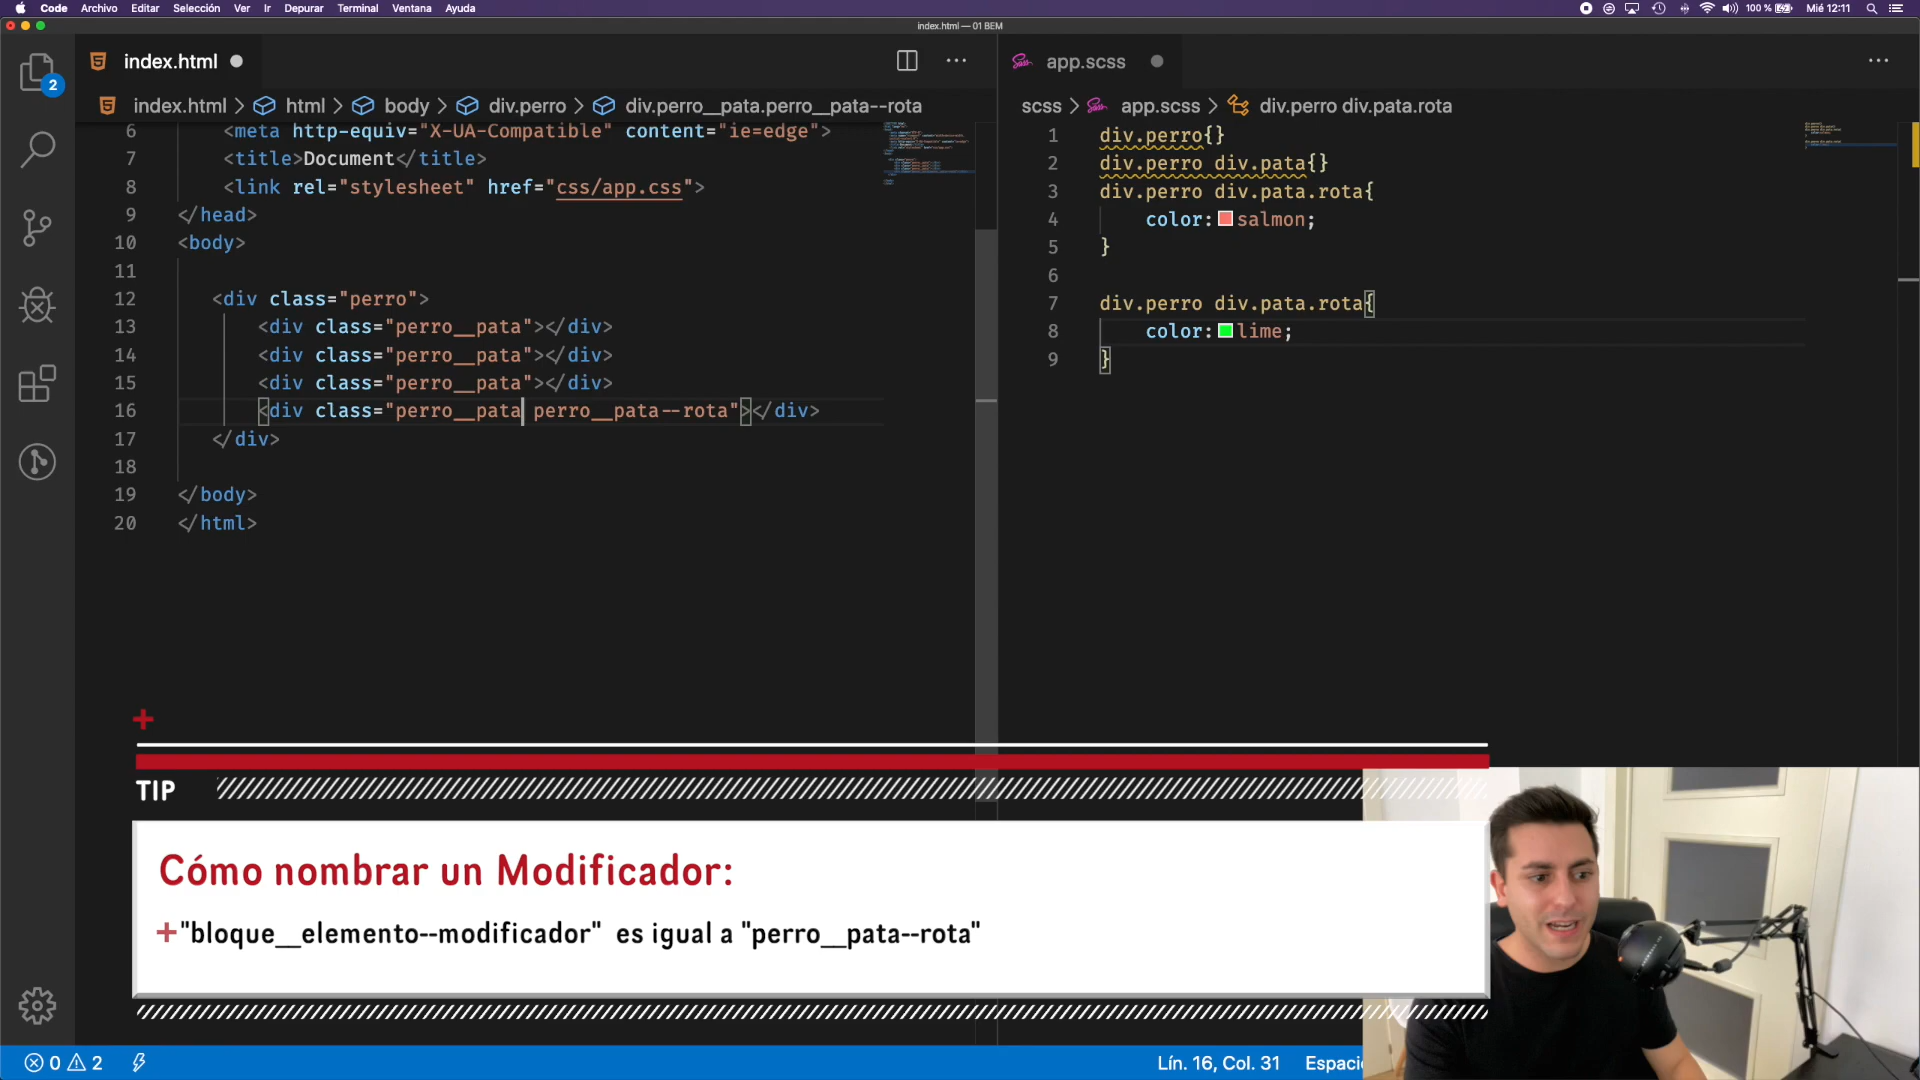 Code Archivo Editar Selección Ver Ir Depurar Terminal Ventana Ayuda 100 % Mié 12:11
index.html — 01 BEM
index.html
app.scss
2
index.html > html > body > div.perro > div.perro__pata.perro__pata--rota
scss > app.scss > div.perro div.pata.rota
6 <meta http-equiv="X-UA-Compatible" content="ie=edge">
7 <title>Document</title>
8 <link rel="stylesheet" href="css/app.css">
9 </head>
10 <body>
11
12 <div class="perro">
13 <div class="perro__pata"></div>
14 <div class="perro__pata"></div>
15 <div class="perro__pata"></div>
16 <div class="perro__pata perro__pata--rota"></div>
17 </div>
18
19 </body>
20 </html>
1 div.perro{}
2 div.perro div.pata{}
3 div.perro div.pata.rota{
4 color:salmon;
5 }
6
7 div.perro div.pata.rota{
8 color:lime;
9 }
TIP
Cómo nombrar un Modificador:
+"bloque__elemento--modificador" es igual a "perro__pata--rota"
0 2
Lín. 16, Col. 31